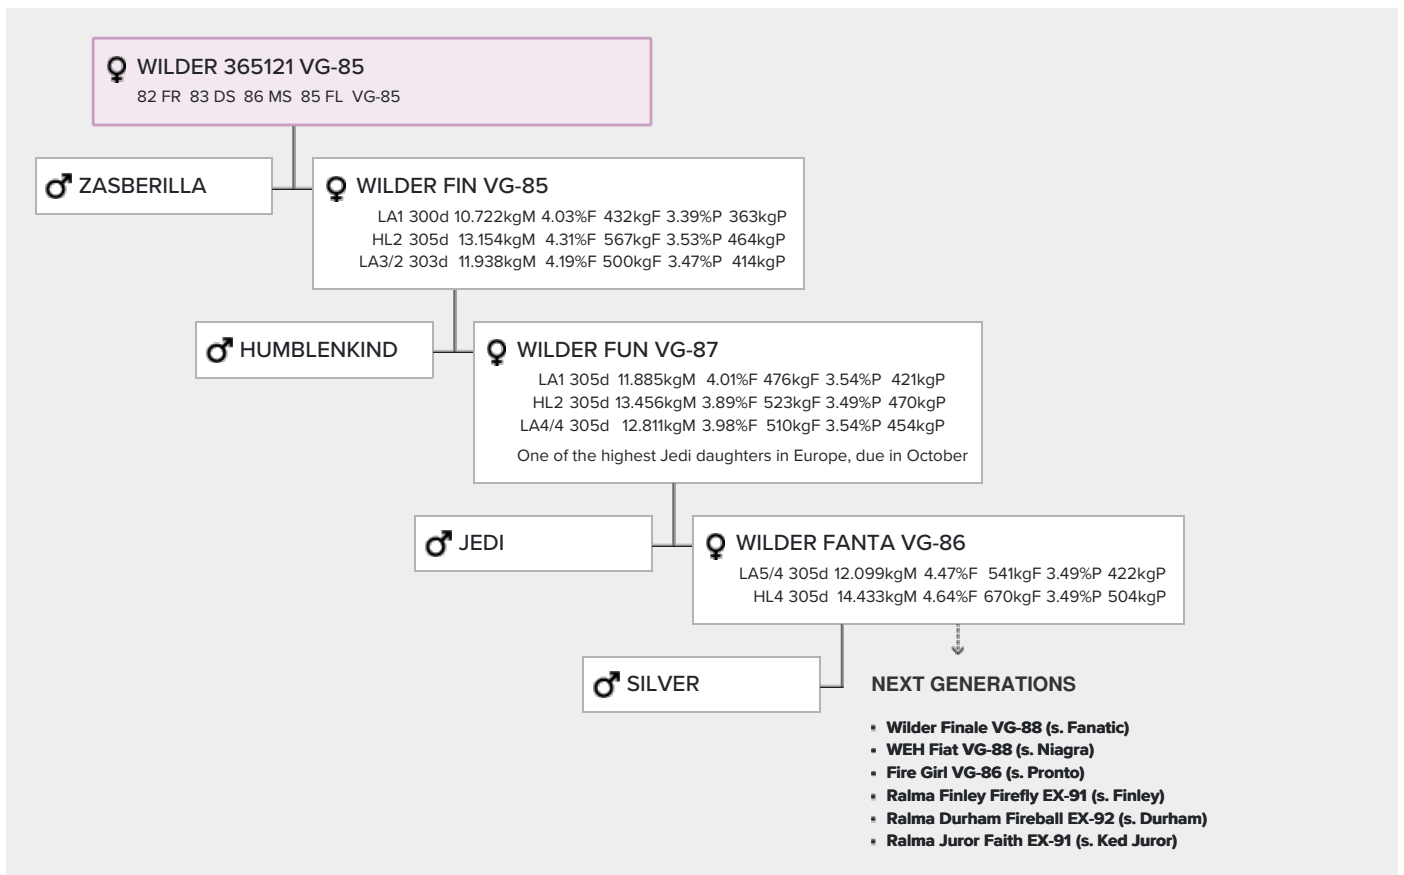 WILDER 365121 VG-85
82 FR 83 DS 86 MS 85 FL VG-85
ZASBERILLA
WILDER FIN VG-85
LA1 300d 10.722kgM 4.03%F 432kgF 3.39%P 363kgP
HL2 305d 13.154kgM 4.31%F 567kgF 3.53%P 464kgP
LA3/2 303d 11.938kgM 4.19%F 500kgF 3.47%P 414kgP
HUMBLENKIND
WILDER FUN VG-87
LA1 305d 11.885kgM 4.01%F 476kgF 3.54%P 421kgP
HL2 305d 13.456kgM 3.89%F 523kgF 3.49%P 470kgP
LA4/4 305d 12.811kgM 3.98%F 510kgF 3.54%P 454kgP
One of the highest Jedi daughters in Europe, due in October
JEDI
WILDER FANTA VG-86
LA5/4 305d 12.099kgM 4.47%F 541kgF 3.49%P 422kgP
HL4 305d 14.433kgM 4.64%F 670kgF 3.49%P 504kgP
SILVER
NEXT GENERATIONS
▪ Wilder Finale VG-88 (s. Fanatic)
▪ WEH Fiat VG-88 (s. Niagra)
▪ Fire Girl VG-86 (s. Pronto)
▪ Ralma Finley Firefly EX-91 (s. Finley)
▪ Ralma Durham Fireball EX-92 (s. Durham)
▪ Ralma Juror Faith EX-91 (s. Ked Juror)